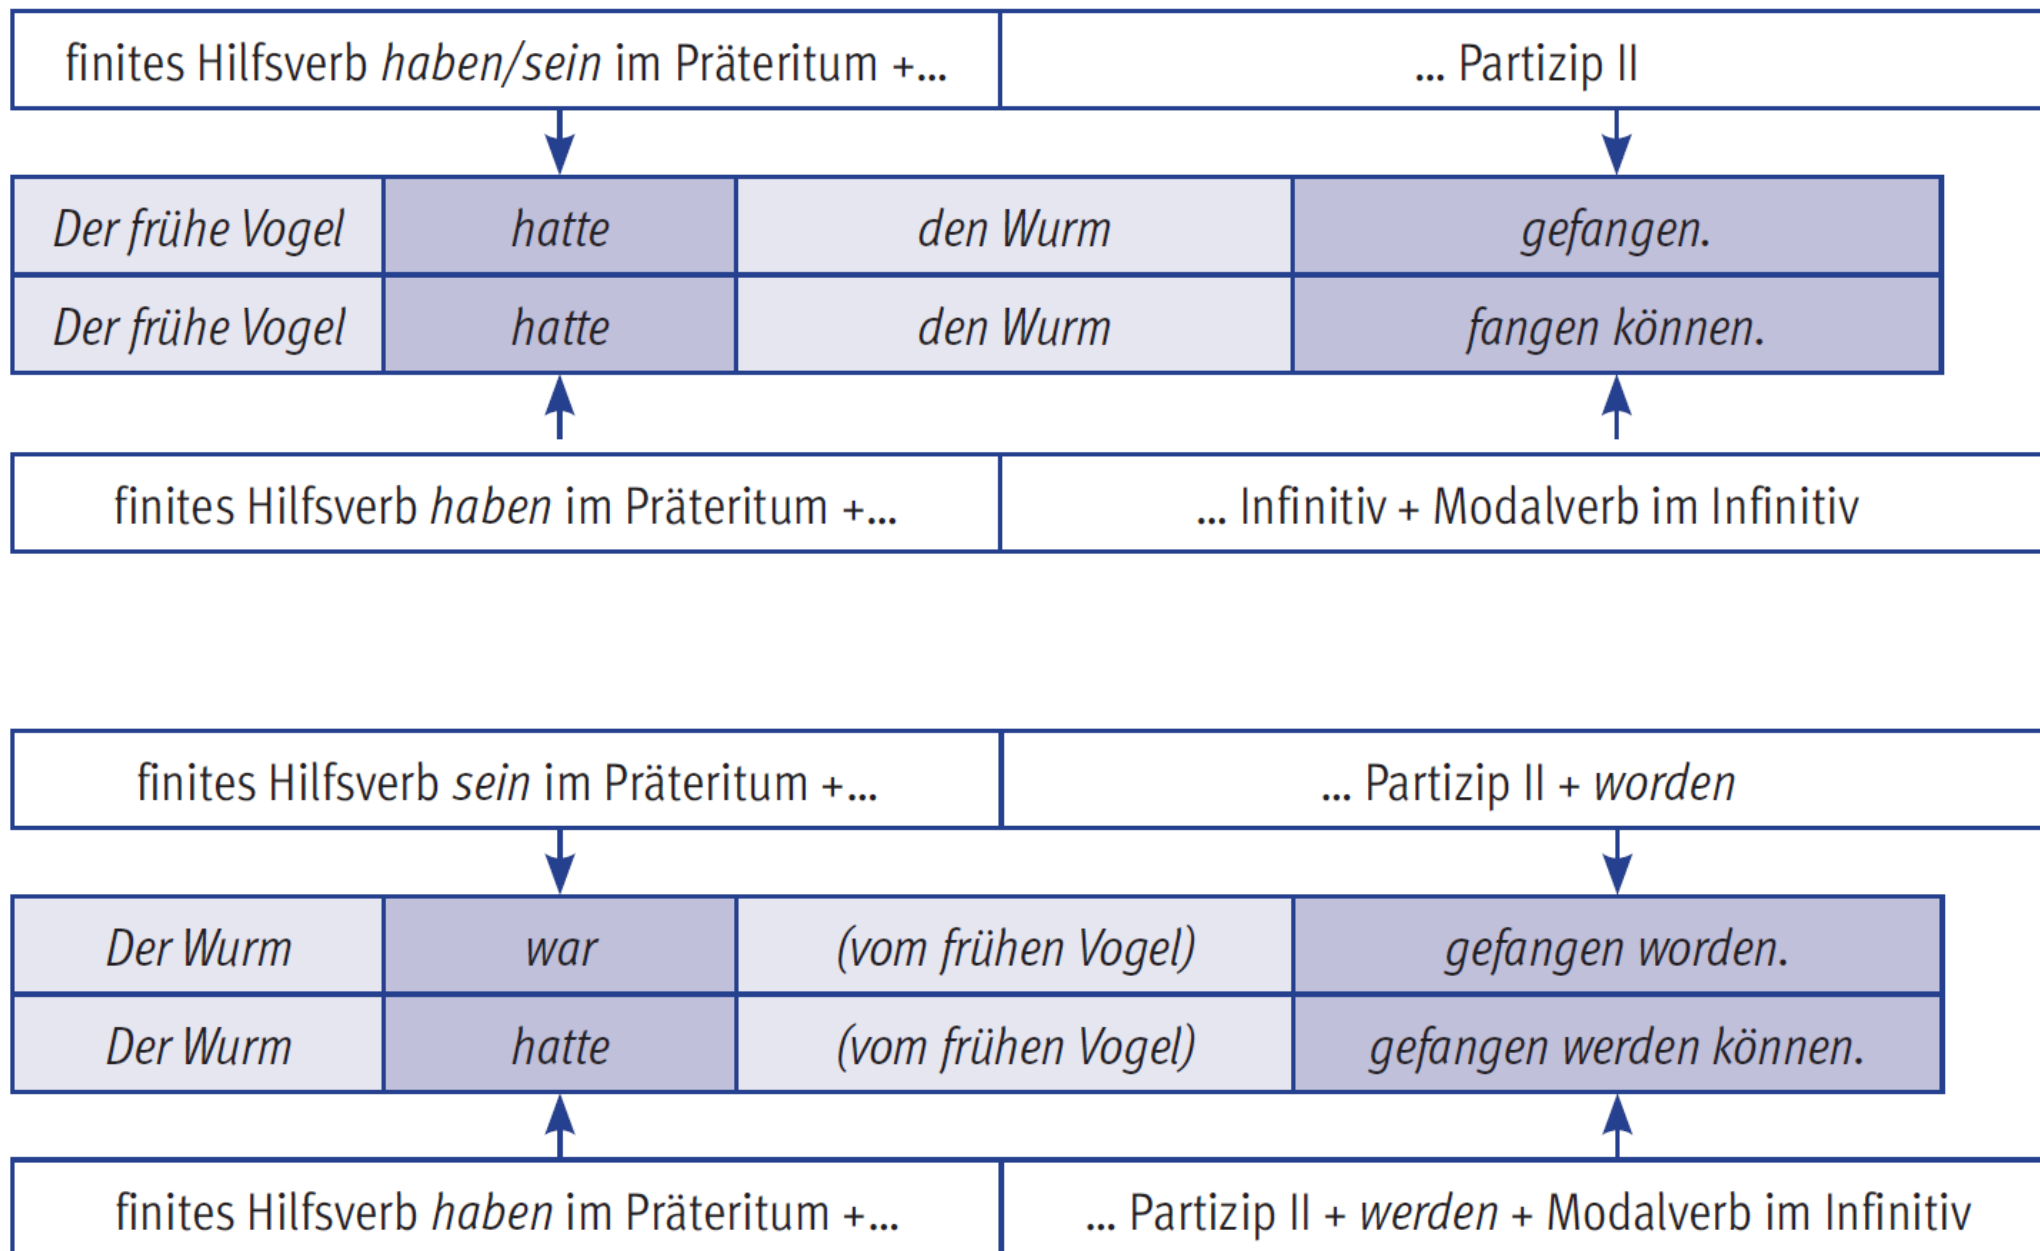 finites Hilfsverb haben/sein im Präteritum +... ... Partizip II
Der frühe Vogel hatte den Wurm gefangen.
Der frühe Vogel hatte den Wurm fangen können.
finites Hilfsverb haben im Präteritum +... ... Infinitiv + Modalverb im Infinitiv
finites Hilfsverb sein im Präteritum +... ... Partizip II + worden
Der Wurm war (vom frühen Vogel) gefangen worden.
Der Wurm hatte (vom frühen Vogel) gefangen werden können.
finites Hilfsverb haben im Präteritum +... ... Partizip II + werden + Modalverb im Infinitiv